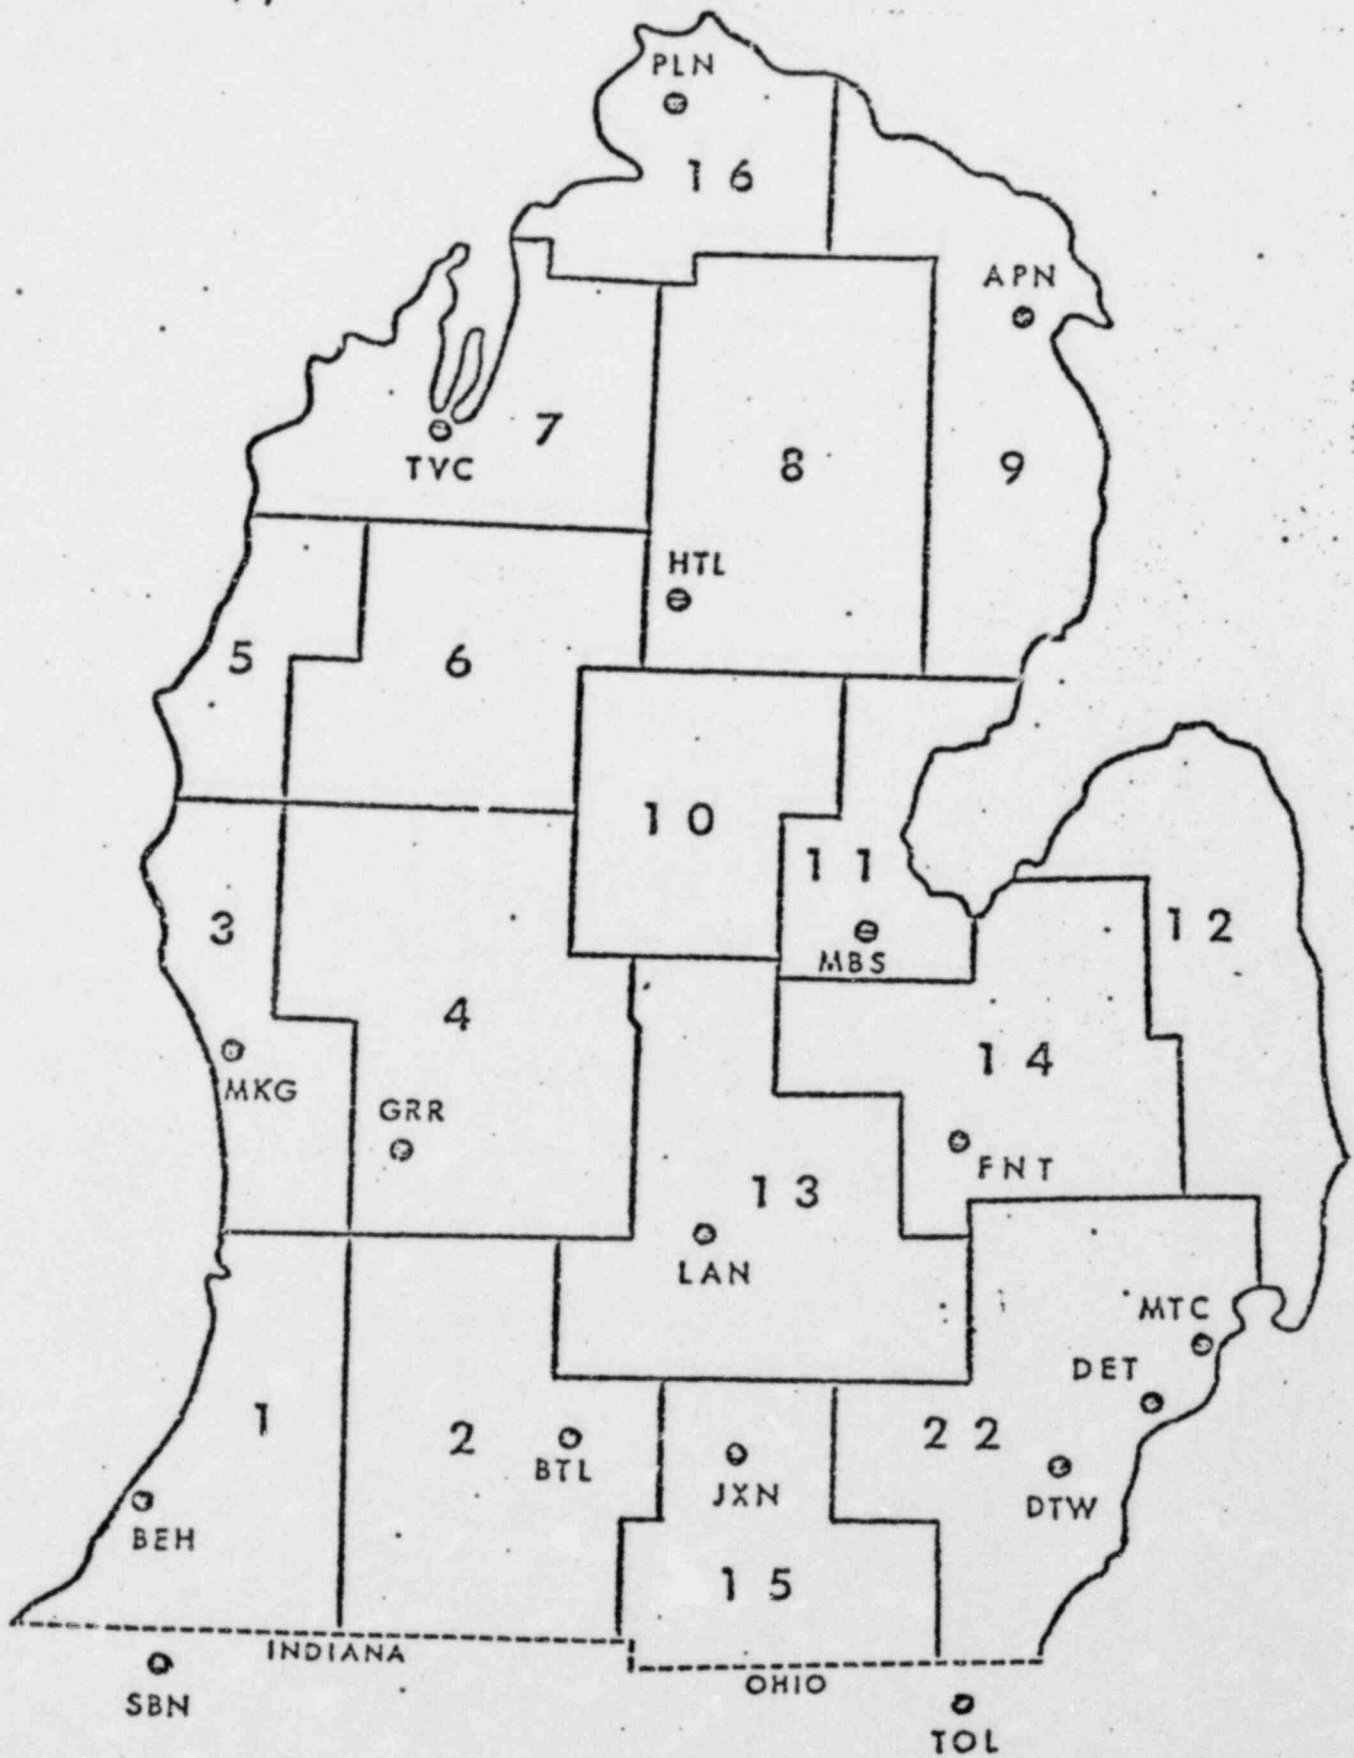 PLN
16
APN
7
TVC
8
9
HTL
5
6
10
11
3
12
MBS
4
14
MKG
GRR
FNT
13
LAN
MTC
DET
1
2
22
BTL
JXN
DTW
BEH
15
INDIANA
OHIO
SBN
TOL